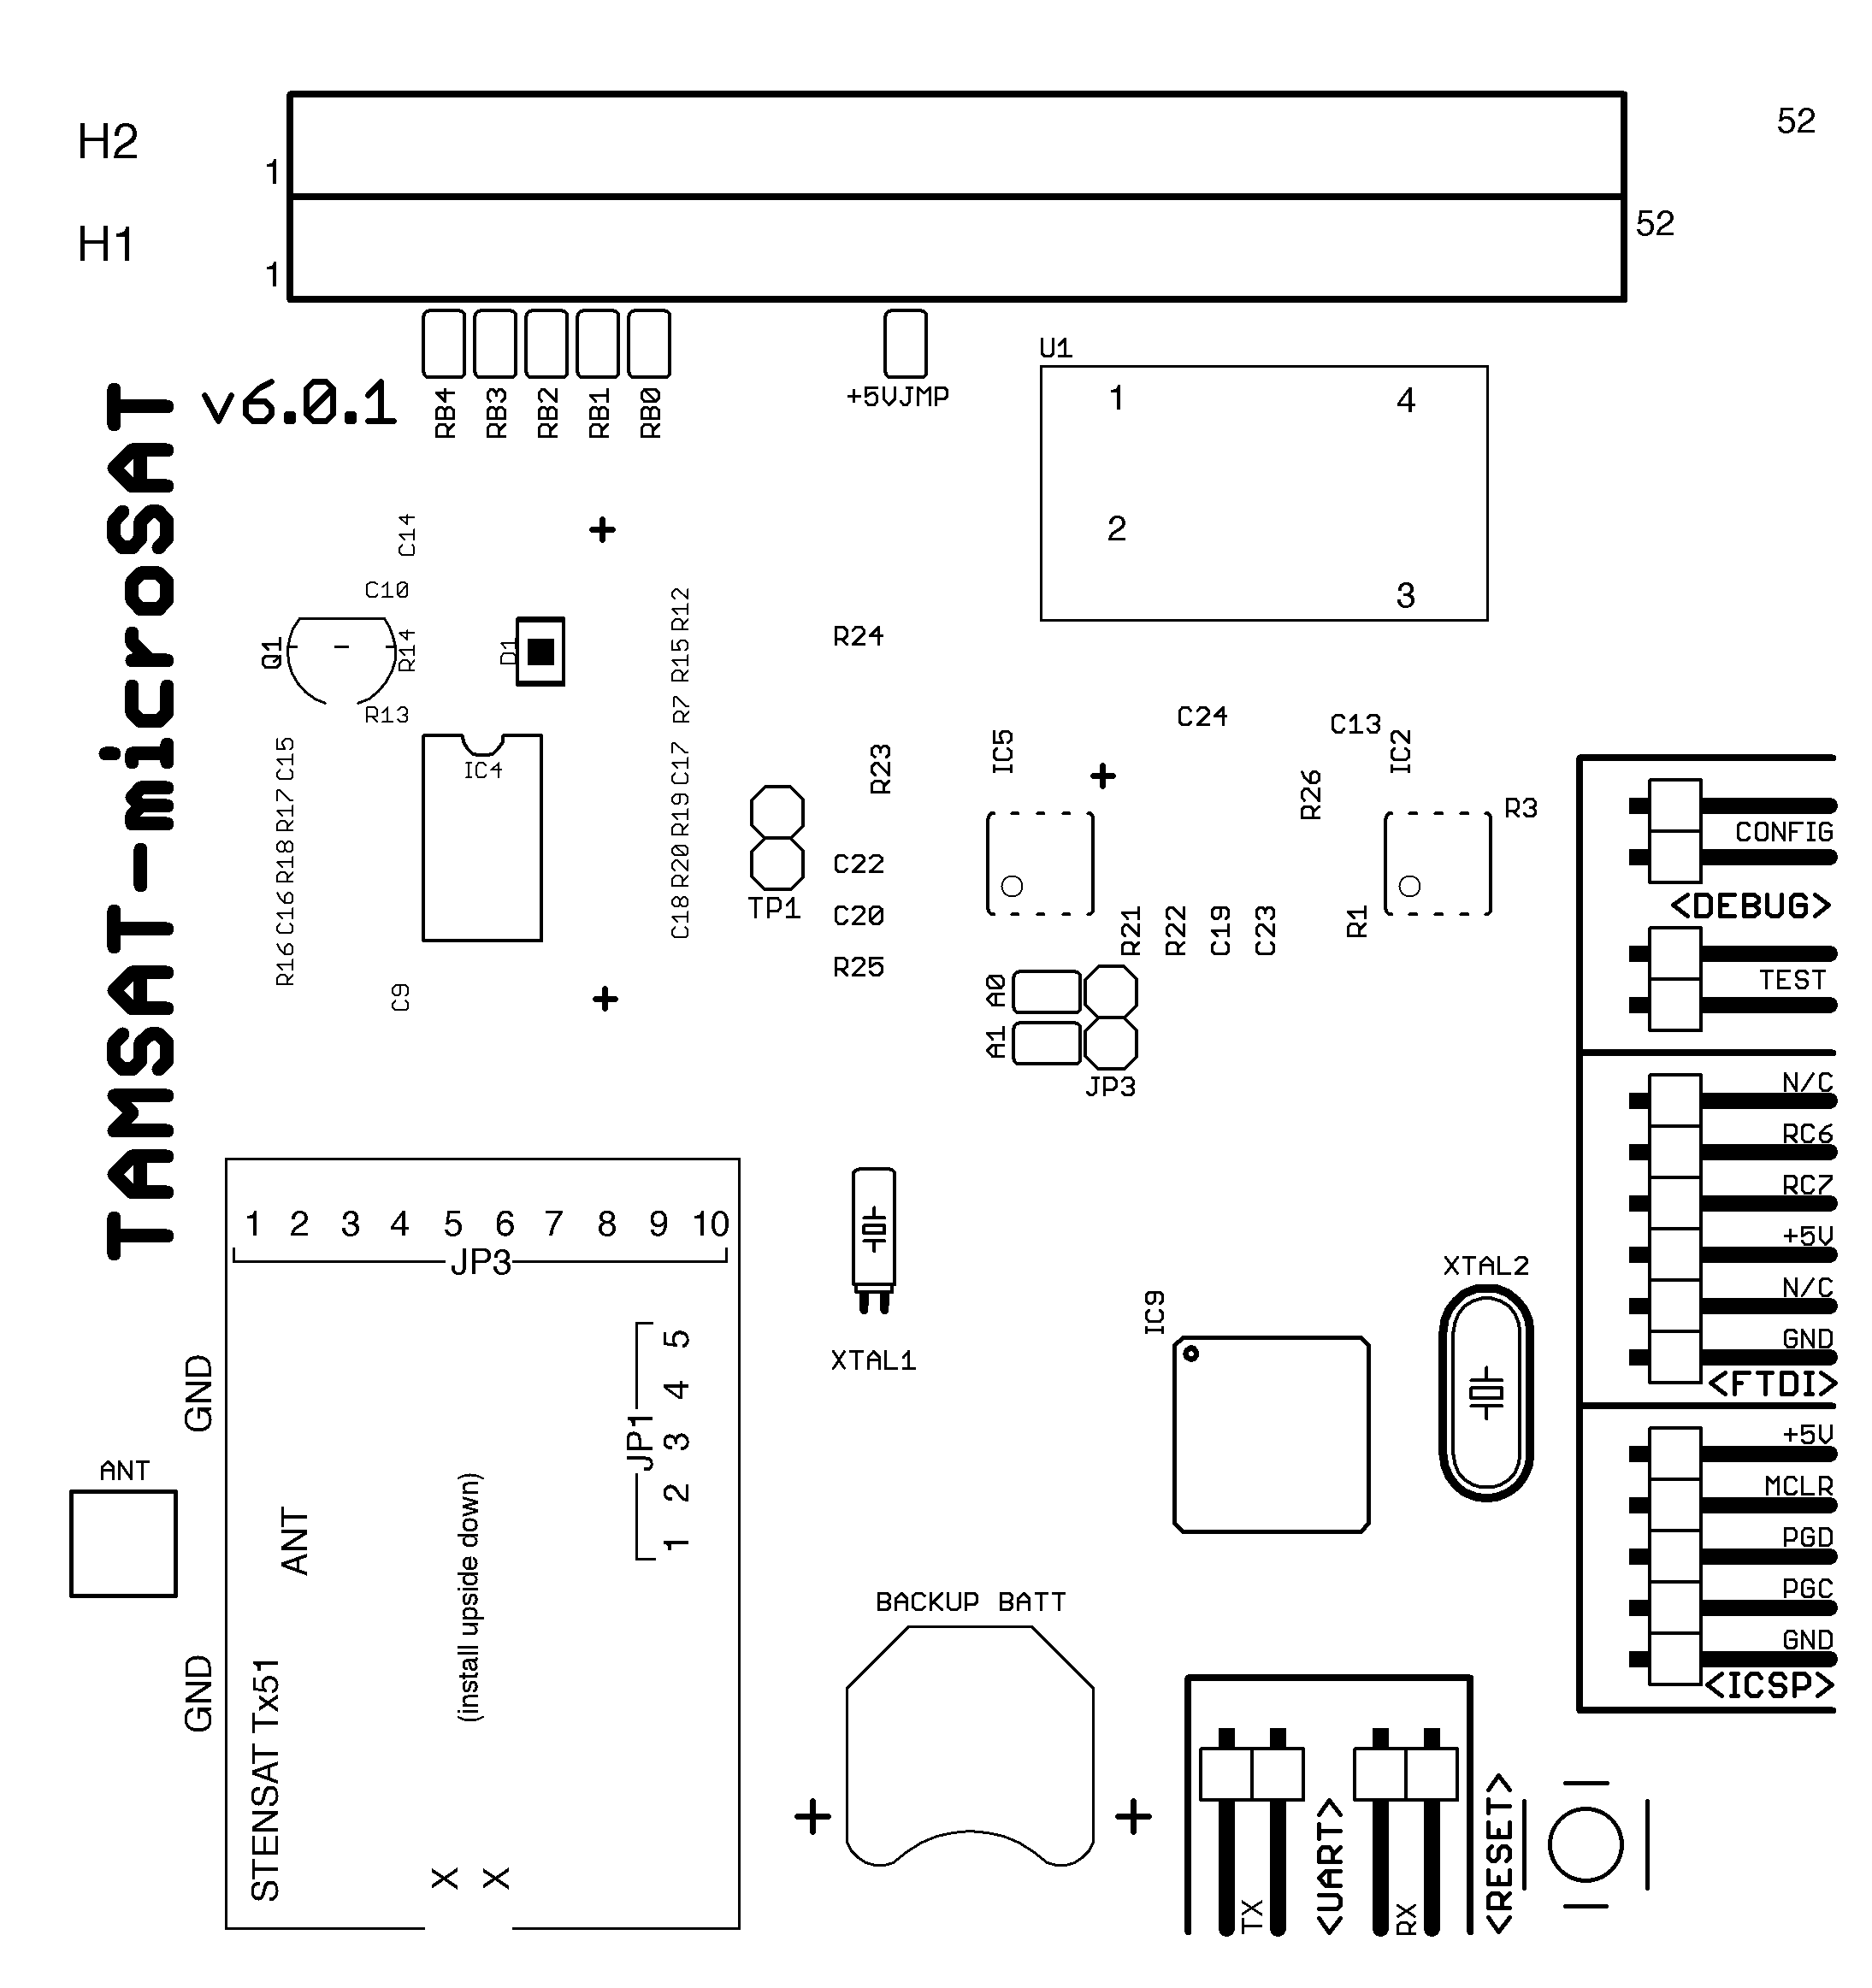 H2
1
52
H1
1
52
RB4
RB3
RB2
RB1
RB0
+5VJMP
U1
1
4
2
3
TAMSAT-microSAT
v6.0.1
C14
C10
Q1
R14
R13
D1
R12
R15
R7
C17
R19
R20
C18
C15
R17
R18
C16
R16
IC4
C9
TP1
R24
R23
C22
C20
R25
IC5
C24
C13
IC2
R26
R3
R21
R22
C19
C23
R1
A0
A1
JP3
CONFIG
<DEBUG>
TEST
N/C
RC6
RC7
+5V
N/C
GND
<FTDI>
+5V
MCLR
PGD
PGC
GND
<ICSP>
1 2 3 4 5 6 7 8 9 10
JP3
JP1
5
4
3
2
1
GND
ANT
ANT
GND
(install upside down)
STENSAT Tx51
X X
XTAL1
IC9
XTAL2
BACKUP BATT
TX
<UART>
RX
<RESET>